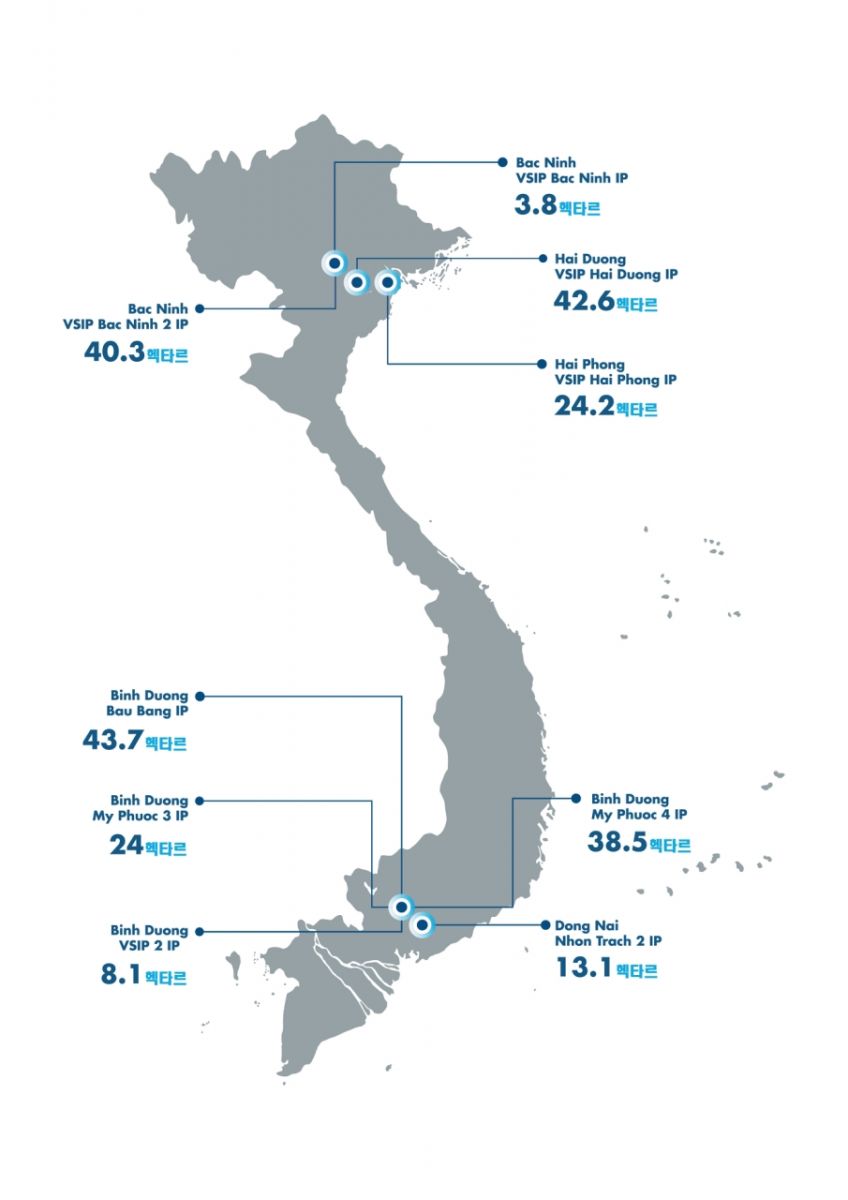 Bac Ninh
VSIP Bac Ninh IP
3.8헥타르
Hai Duong
VSIP Hai Duong IP
42.6헥타르
Bac Ninh
VSIP Bac Ninh 2 IP
40.3헥타르
Hai Phong
VSIP Hai Phong IP
24.2헥타르
Binh Duong
Bau Bang IP
43.7헥타르
Binh Duong
My Phuoc 3 IP
24헥타르
Binh Duong
My Phuoc 4 IP
38.5헥타르
Binh Duong
VSIP 2 IP
8.1헥타르
Dong Nai
Nhon Trach 2 IP
13.1헥타르